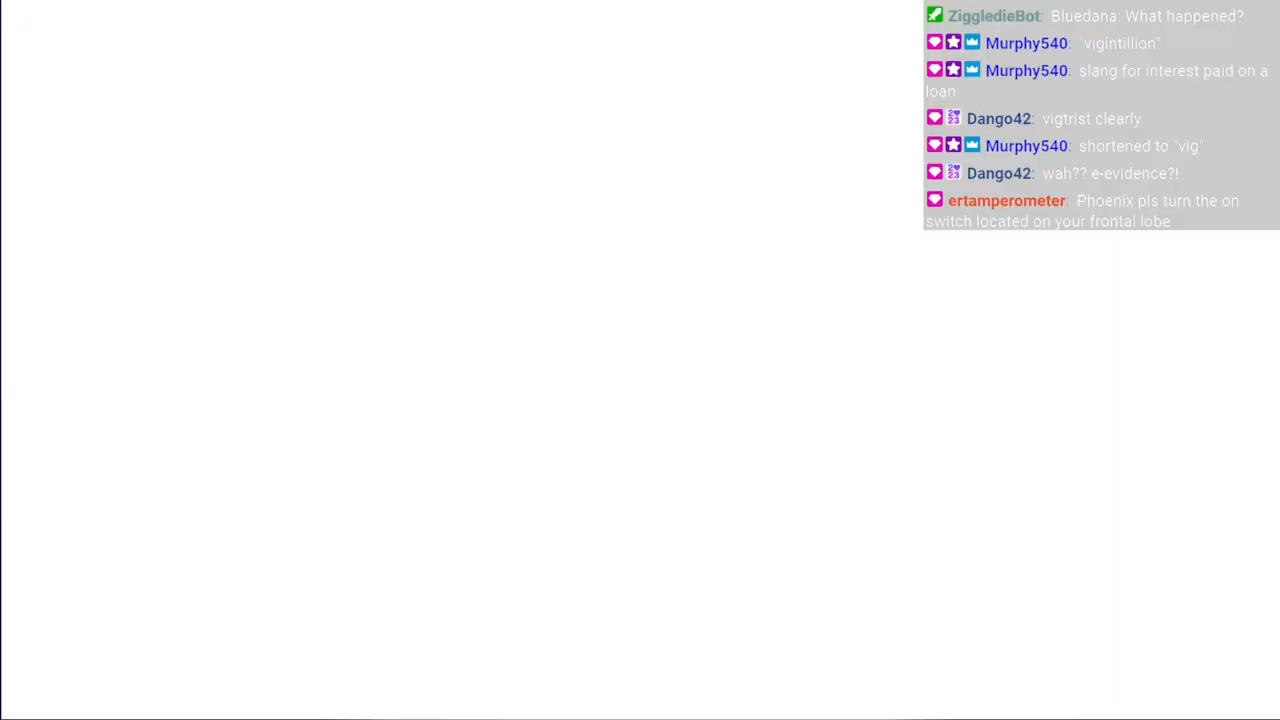 ZiggledieBot: Bluedana: What happened?
Murphy540: "vigintillion"
Murphy540: slang for interest paid on a
loan
Dango42: vigtrist clearly
Murphy540: shortened to "vig"
Dango42: wah?? e-evidence?!
ertamperometer: Phoenix pls turn the on
switch located on your frontal lobe